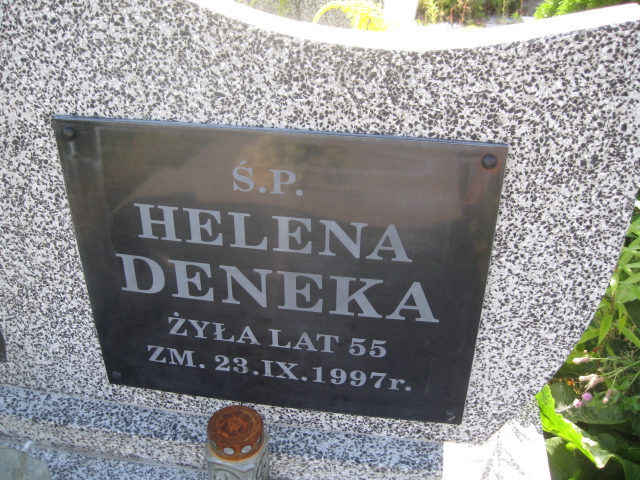 Ś.P.
HELENA
DENEKA
ŻYŁA LAT 55
ZM. 23.IX.1997r.